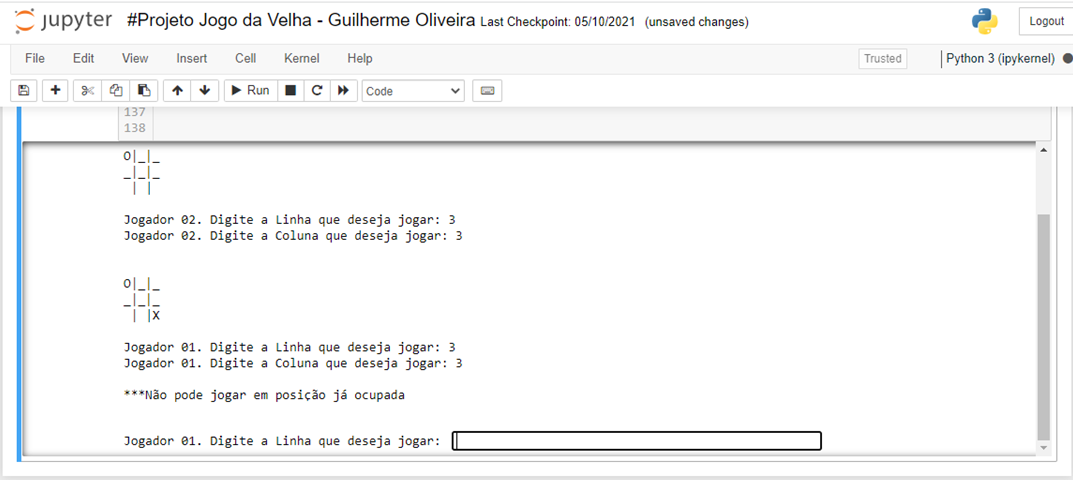 jupyter #Projeto Jogo da Velha - Guilherme Oliveira Last Checkpoint: 05/10/2021 (unsaved changes) Logout
File Edit View Insert Cell Kernel Help Trusted Python 3 (ipykernel)
Run Code
137
138
O|_|_
_|_|_
 | |
Jogador 02. Digite a Linha que deseja jogar: 3
Jogador 02. Digite a Coluna que deseja jogar: 3
O|_|_
_|_|_
 | |X
Jogador 01. Digite a Linha que deseja jogar: 3
Jogador 01. Digite a Coluna que deseja jogar: 3
***Não pode jogar em posição já ocupada
Jogador 01. Digite a Linha que deseja jogar: